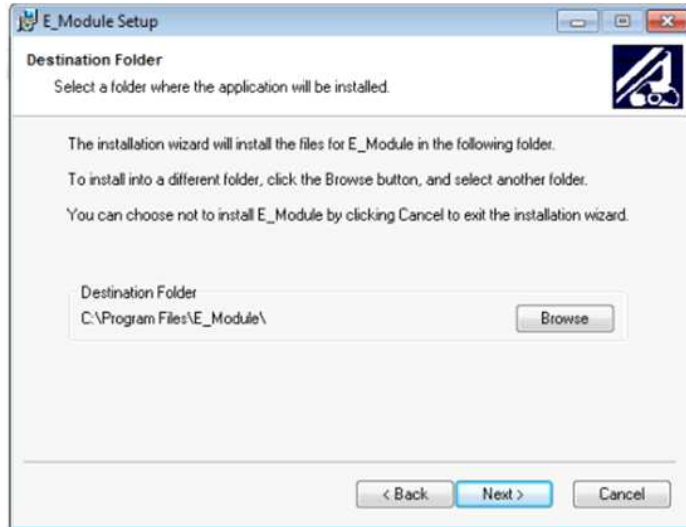 E_Module Setup
Destination Folder
Select a folder where the application will be installed.
The installation wizard will install the files for E_Module in the following folder.
To install into a different folder, click the Browse button, and select another folder.
You can choose not to install E_Module by clicking Cancel to exit the installation wizard.
Destination Folder
C:\Program Files\E_Module\
Browse
< Back
Next >
Cancel